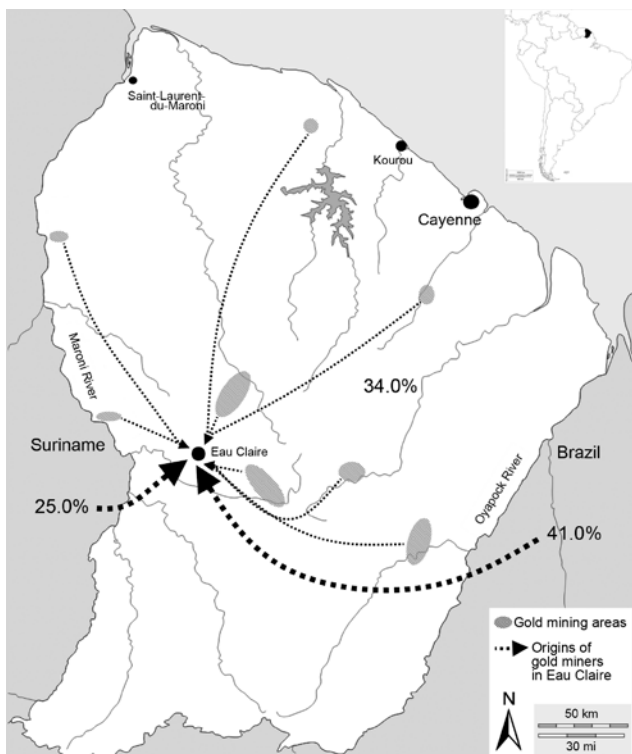 Saint-Laurent-
du-Maroni
Kourou
Cayenne
Maroni River
34.0%
Suriname
Eau Claire
Brazil
Oyapock River
25.0%
41.0%
Gold mining areas
Origins of
gold miners
in Eau Claire
N
50 km
30 mi